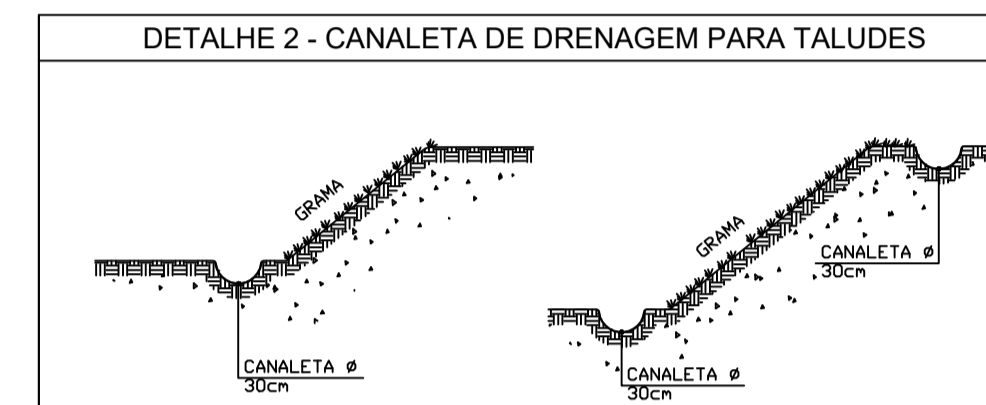 DETALHE 2 - CANALETA DE DRENAGEM PARA TALUDES
GRAMA
CANALETA ø
30cm
GRAMA
CANALETA ø
30cm
CANALETA ø
30cm